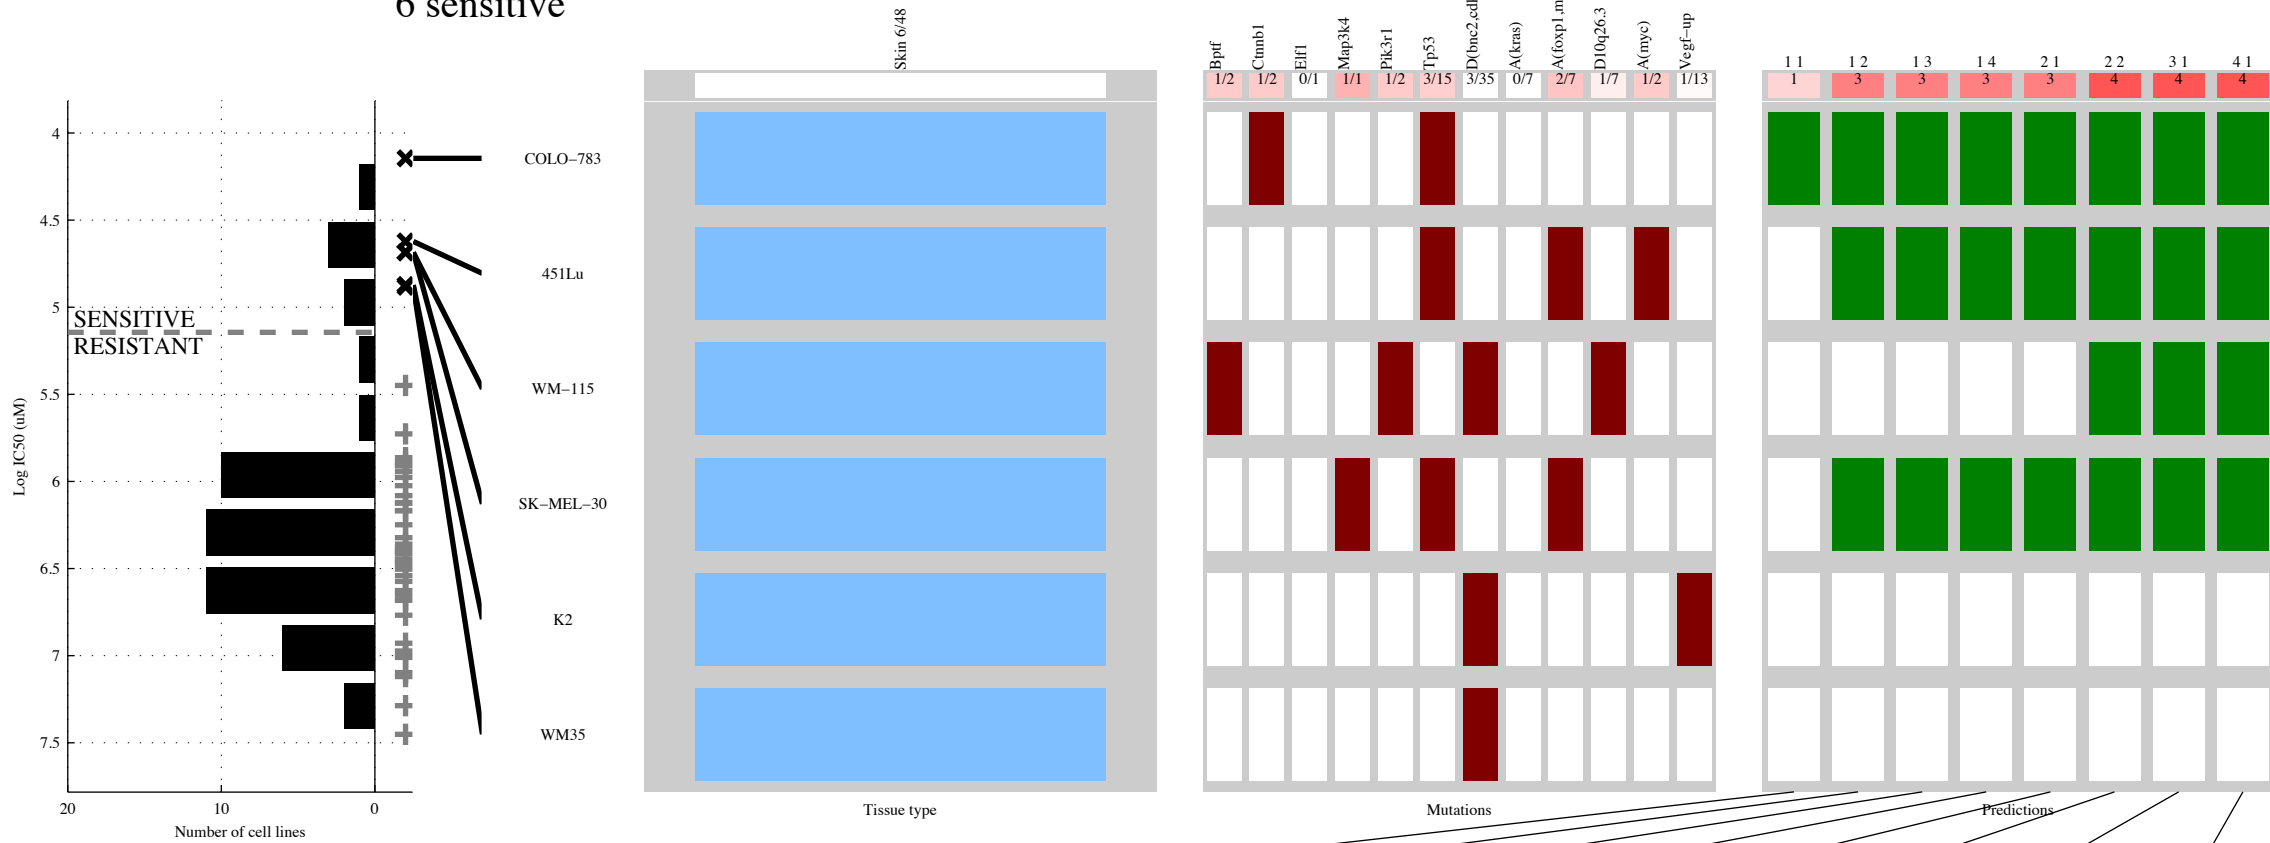 6 sensitive
Skin 6/48
Bptf
Ctnnb1
Elf1
Map3k4
Pik3r1
Tp53
D(bnc2,cdl
A(kras)
A(foxp1,m
D10q26.3
A(myc)
Vegf−up
1/2 1/2 0/1 1/1 1/2 3/15 3/35 0/7 2/7 1/7 1/2 1/13
1 1 1 2 1 3 1 4 2 1 2 2 3 1 4 1
1 3 3 3 3 4 4 4
4
4.5
5
5.5
6
6.5
7
7.5
SENSITIVE
RESISTANT
Log IC50 (uM)
20 10 0
Number of cell lines
COLO−783
451Lu
WM−115
SK−MEL−30
K2
WM35
Tissue type
Mutations
Predictions